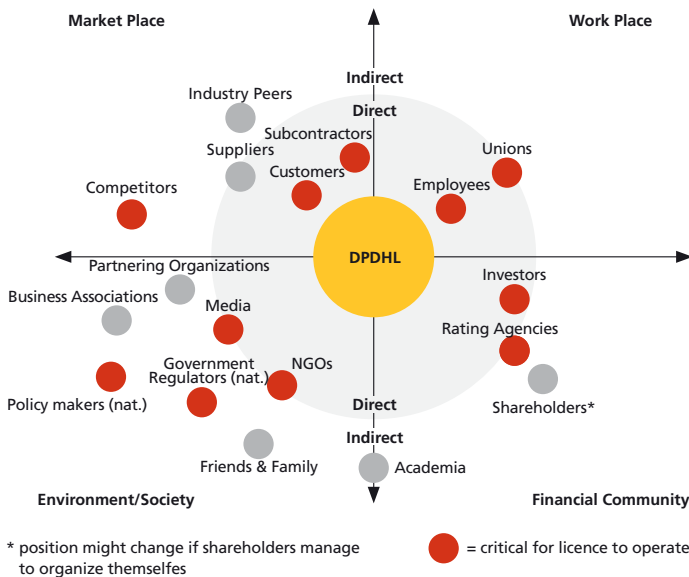 Market Place
Work Place
Indirect
Industry Peers
Direct
Subcontractors
Suppliers
Unions
Customers
Employees
Competitors
DPDHL
Partnering Organizations
Investors
Business Associations
Media
Rating Agencies
Government
Regulators (nat.)
NGOs
Policy makers (nat.)
Direct
Shareholders*
Indirect
Friends & Family
Academia
Environment/Society
Financial Community
* position might change if shareholders manage
to organize themselfes
= critical for licence to operate